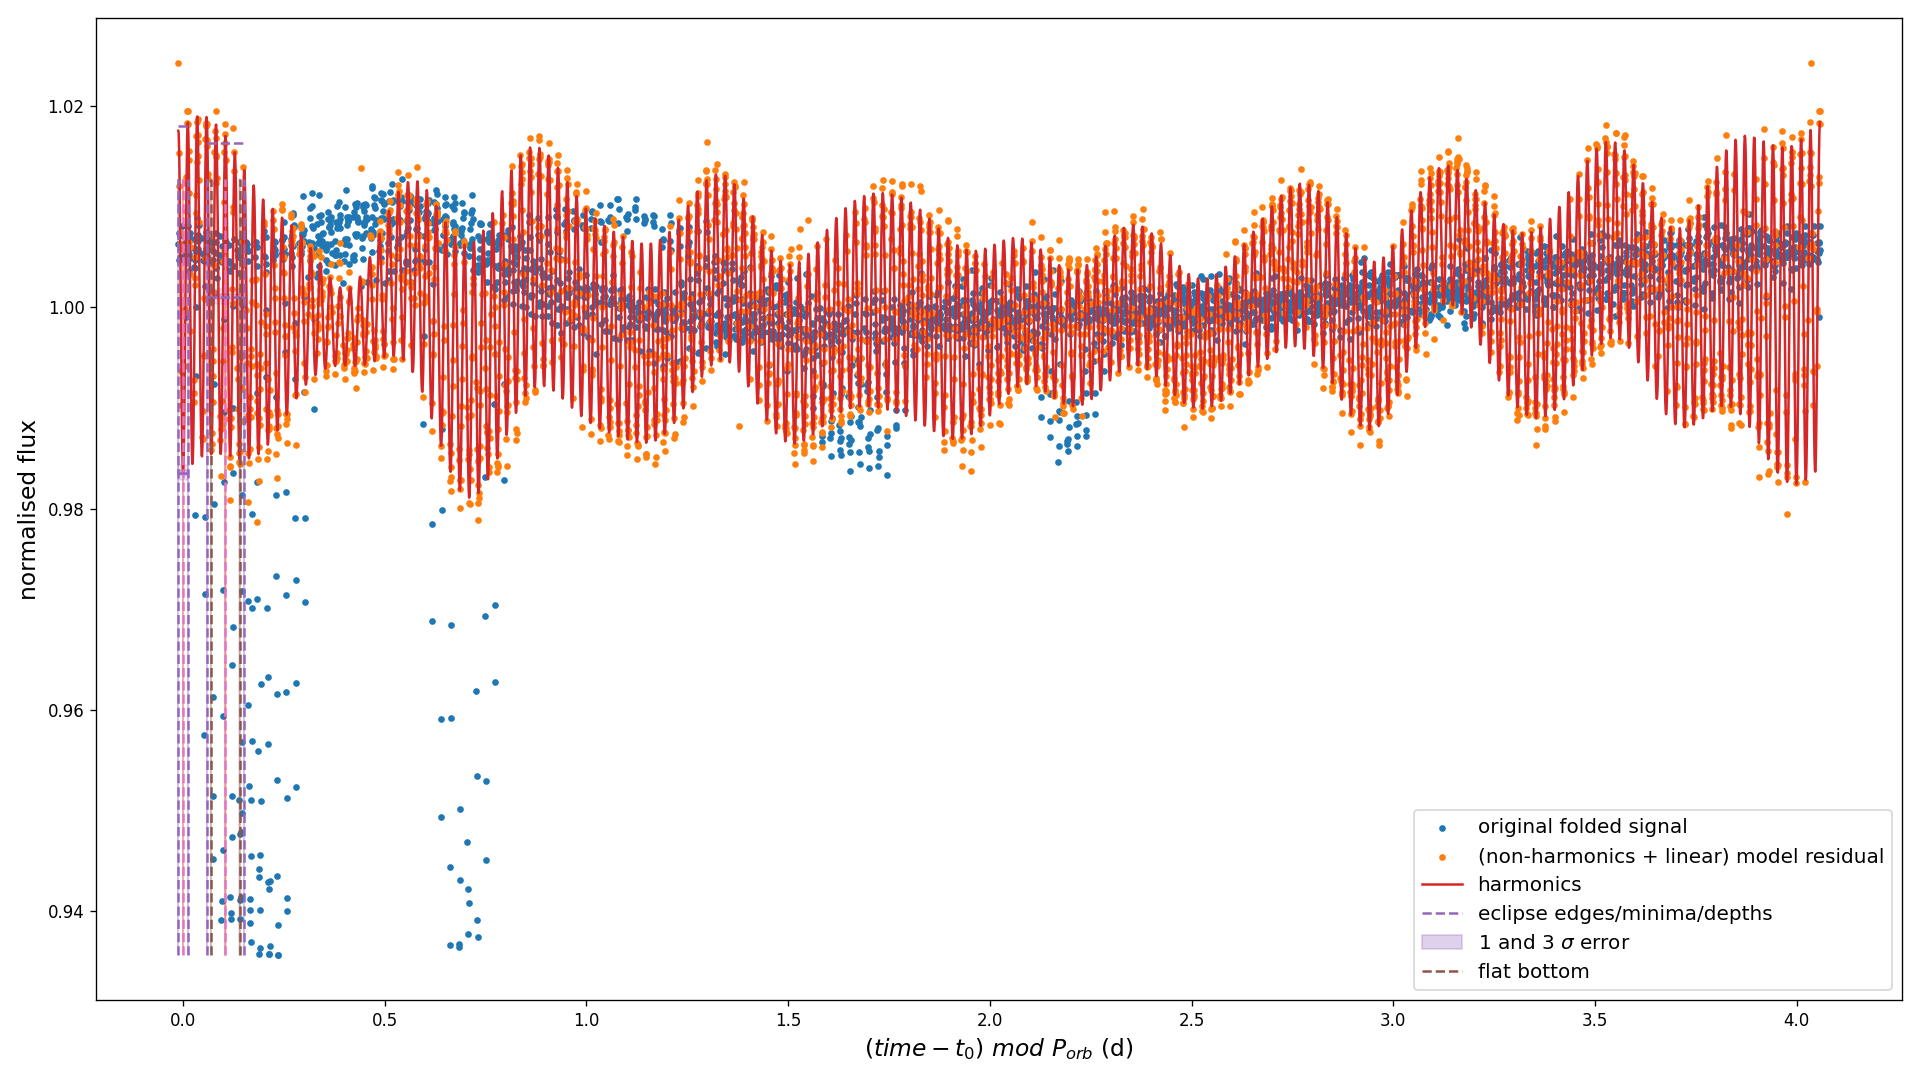 1.02
1.00
0.98
0.96
0.94
normalised flux
0.0 0.5 1.0 1.5 2.0 2.5 3.0 3.5 4.0
(time − t₀) mod Pₒᵣb (d)
original folded signal
(non-harmonics + linear) model residual
harmonics
eclipse edges/minima/depths
1 and 3 σ error
flat bottom